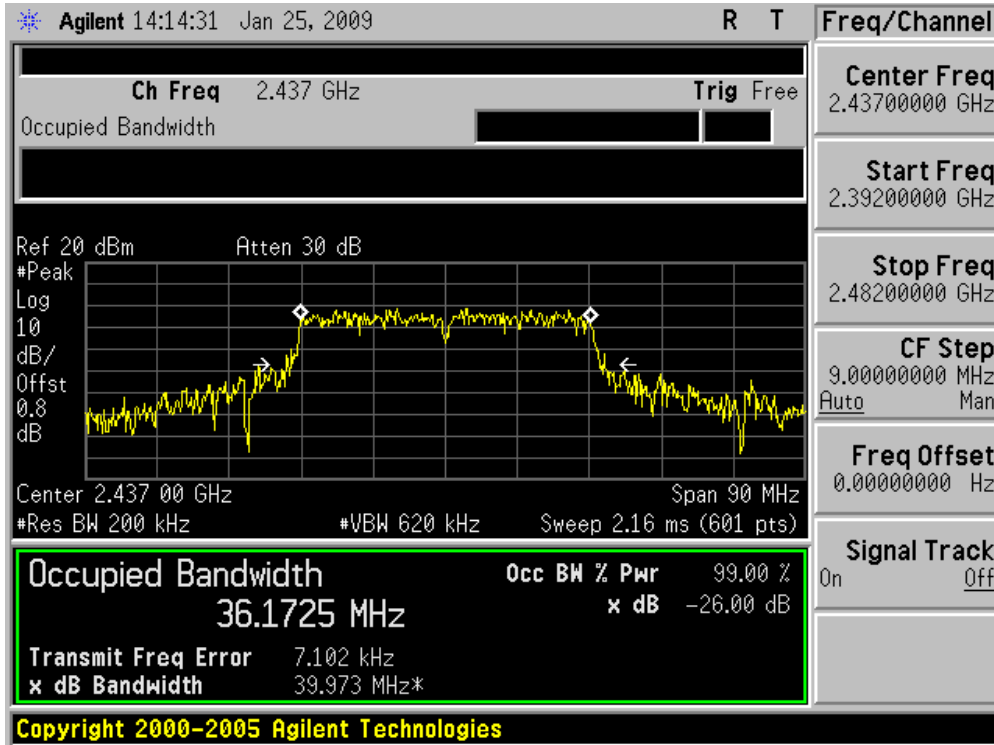 Agilent 14:14:31 Jan 25, 2009 R T
Freq/Channel
Ch Freq 2.437 GHz Trig Free
Occupied Bandwidth
Center Freq
2.43700000 GHz
Start Freq
2.39200000 GHz
Stop Freq
2.48200000 GHz
CF Step
9.00000000 MHz
Auto Man
Freq Offset
0.00000000 Hz
Signal Track
On Off
Ref 20 dBm Atten 30 dB
#Peak
Log
10
dB/
Offst
0.8
dB
Center 2.437 00 GHz Span 90 MHz
#Res BW 200 kHz #VBW 620 kHz Sweep 2.16 ms (601 pts)
Occupied Bandwidth
36.1725 MHz
Occ BW % Pwr 99.00 %
x dB -26.00 dB
Transmit Freq Error 7.102 kHz
x dB Bandwidth 39.973 MHz*
Copyright 2000-2005 Agilent Technologies